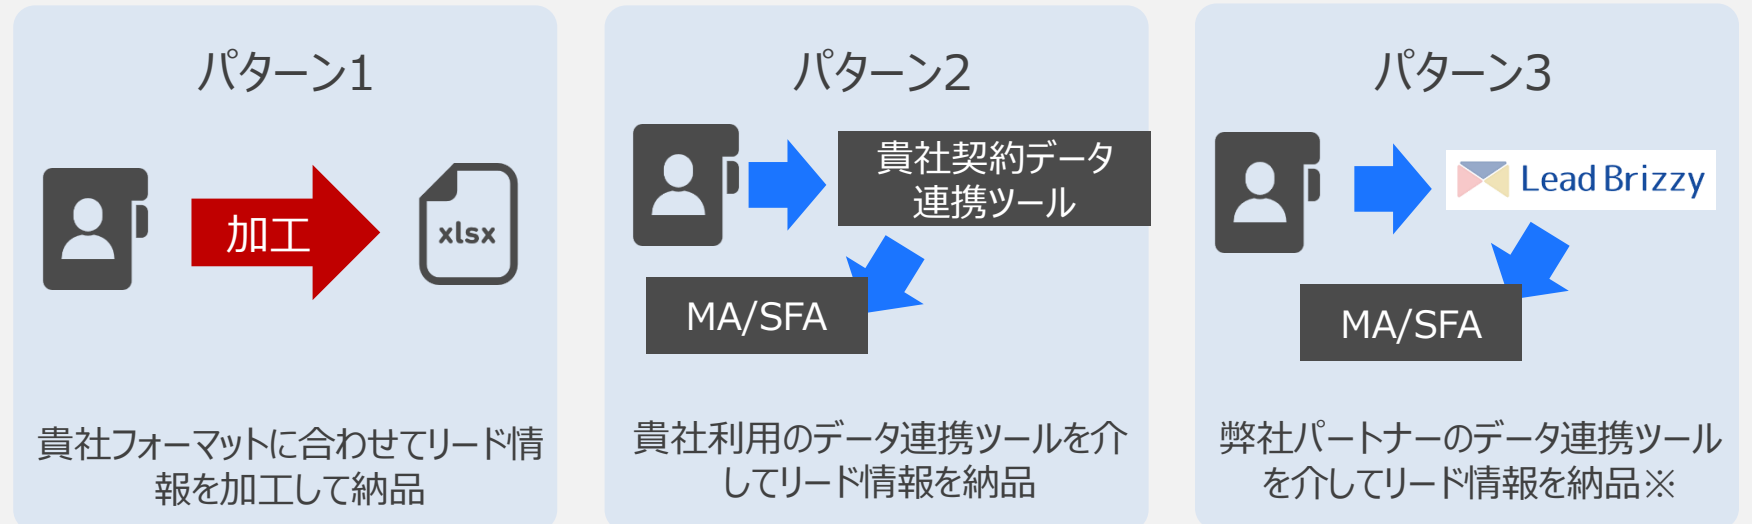 パターン1
加工
xlsx
貴社フォーマットに合わせてリード情
報を加工して納品
パターン2
貴社契約データ
連携ツール
MA/SFA
貴社利用のデータ連携ツールを介
してリード情報を納品
パターン3
Lead Brizzy
MA/SFA
弊社パートナーのデータ連携ツール
を介してリード情報を納品※